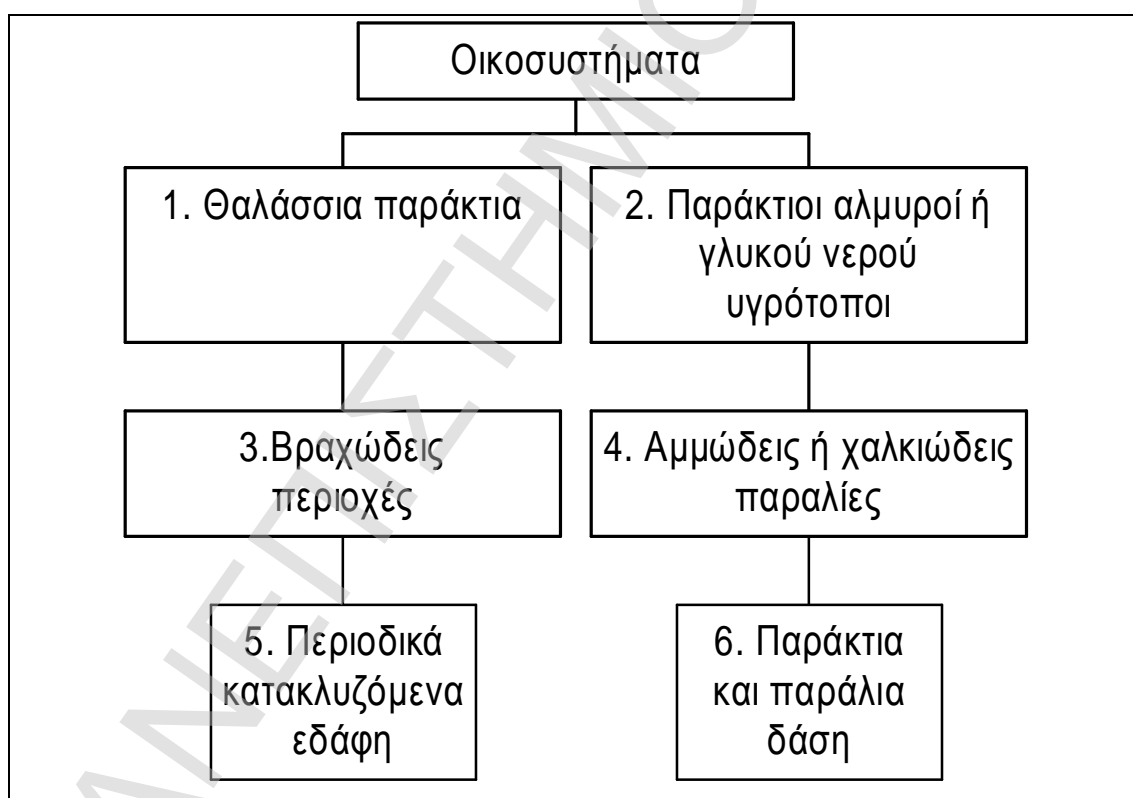 Οικοσυστήματα
1. Θαλάσσια παράκτια
2. Παράκτιοι αλμυροί ή
γλυκού νερού
υγρότοποι
3.Βραχώδεις
περιοχές
4. Αμμώδεις ή χαλκιώδεις
παραλίες
5. Περιοδικά
κατακλυζόμενα
εδάφη
6. Παράκτια
και παράλια
δάση
ΑΝΕΠΙΣΤΗΜΙΟ